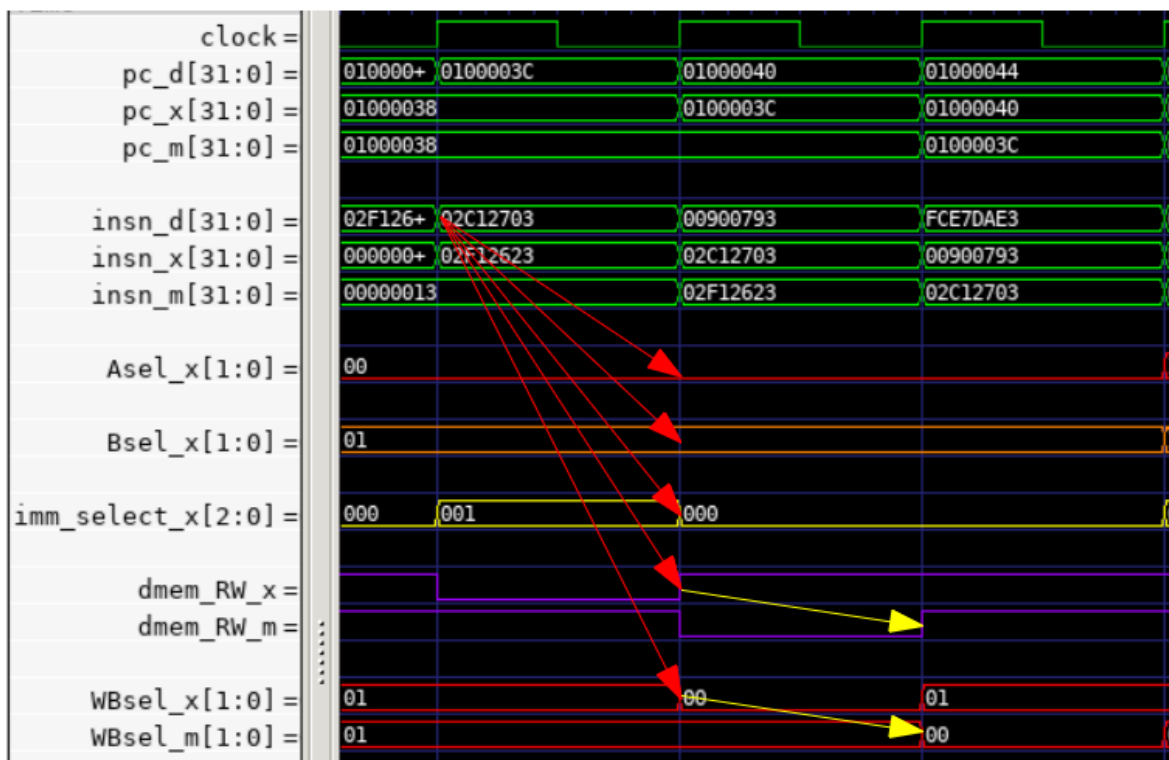 clock =
pc_d[31:0] = 010000+ 0100003C 01000040 01000044
pc_x[31:0] = 01000038 0100003C 01000040
pc_m[31:0] = 01000038 0100003C
insn_d[31:0] = 02F126+ 02C12703 00900793 FCE7DAE3
insn_x[31:0] = 000000+ 02F12623 02C12703 00900793
insn_m[31:0] = 00000013 02F12623 02C12703
Asel_x[1:0] = 00
Bsel_x[1:0] = 01
imm_select_x[2:0] = 000 001 000
dmem_RW_x =
dmem_RW_m =
WBsel_x[1:0] = 01 00 01
WBsel_m[1:0] = 01 00